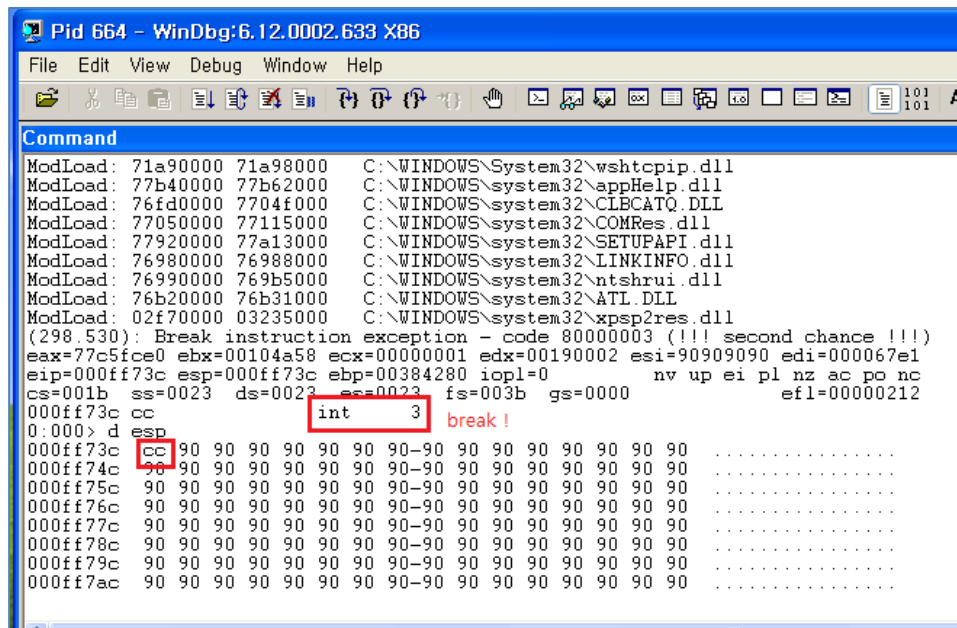 Pid 664 - WinDbg:6.12.0002.633 X86
File Edit View Debug Window Help
Command
ModLoad: 71a90000 71a98000   C:\WINDOWS\System32\wshtcpip.dll
ModLoad: 77b40000 77b62000   C:\WINDOWS\system32\appHelp.dll
ModLoad: 76fd0000 7704f000   C:\WINDOWS\system32\CLBCATQ.DLL
ModLoad: 77050000 77115000   C:\WINDOWS\system32\COMRes.dll
ModLoad: 77920000 77a13000   C:\WINDOWS\system32\SETUPAPI.dll
ModLoad: 76980000 76988000   C:\WINDOWS\system32\LINKINFO.dll
ModLoad: 76990000 769b5000   C:\WINDOWS\system32\ntshrui.dll
ModLoad: 76b20000 76b31000   C:\WINDOWS\system32\ATL.DLL
ModLoad: 02f70000 03235000   C:\WINDOWS\system32\xpsp2res.dll
(298.530): Break instruction exception - code 80000003 (!!! second chance !!!)
eax=77c5fce0 ebx=00104a58 ecx=00000001 edx=00190002 esi=90909090 edi=000067e1
eip=000ff73c esp=000ff73c ebp=00384280 iopl=0         nv up ei pl nz ac po nc
cs=001b  ss=0023  ds=0023  es=0023  fs=003b  gs=0000             efl=00000212
000ff73c cc              int     3 break !
0:000> d esp
000ff73c  cc 90 90 90 90 90 90 90-90 90 90 90 90 90 90 90  ................
000ff74c  90 90 90 90 90 90 90 90-90 90 90 90 90 90 90 90  ................
000ff75c  90 90 90 90 90 90 90 90-90 90 90 90 90 90 90 90  ................
000ff76c  90 90 90 90 90 90 90 90-90 90 90 90 90 90 90 90  ................
000ff77c  90 90 90 90 90 90 90 90-90 90 90 90 90 90 90 90  ................
000ff78c  90 90 90 90 90 90 90 90-90 90 90 90 90 90 90 90  ................
000ff79c  90 90 90 90 90 90 90 90-90 90 90 90 90 90 90 90  ................
000ff7ac  90 90 90 90 90 90 90 90-90 90 90 90 90 90 90 90  ................